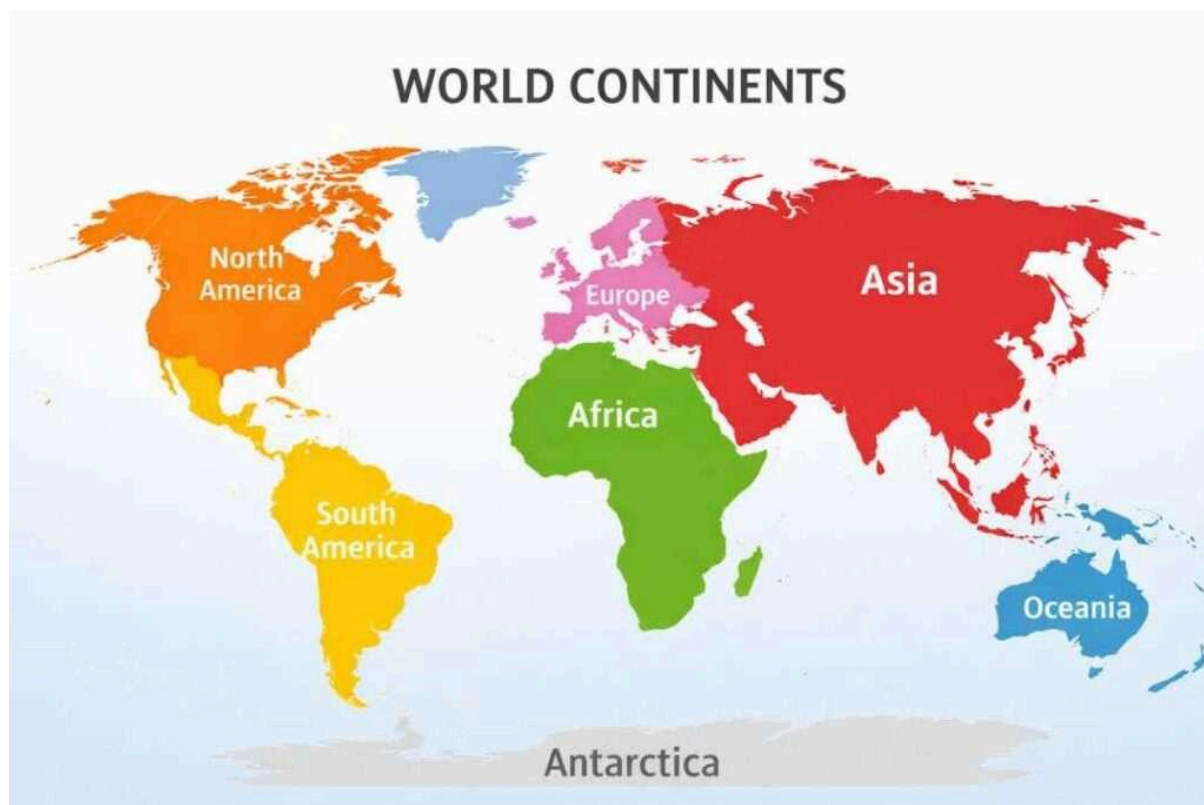 WORLD CONTINENTS
North
America
Europe
Asia
Africa
South
America
Oceania
Antarctica